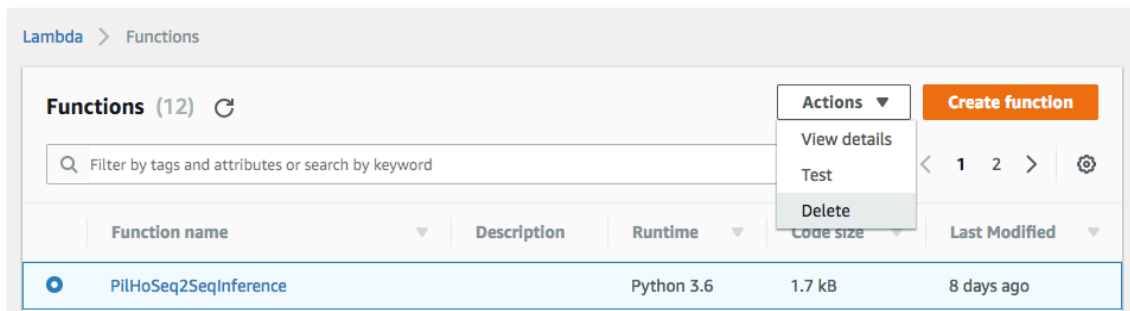 Lambda > Functions
Functions (12)
Actions ▼
Create function
View details
Test
Delete
Filter by tags and attributes or search by keyword
< 1 2 >
Function name
Description
Runtime
Code size
Last Modified
PilHoSeq2SeqInference
Python 3.6
1.7 kB
8 days ago